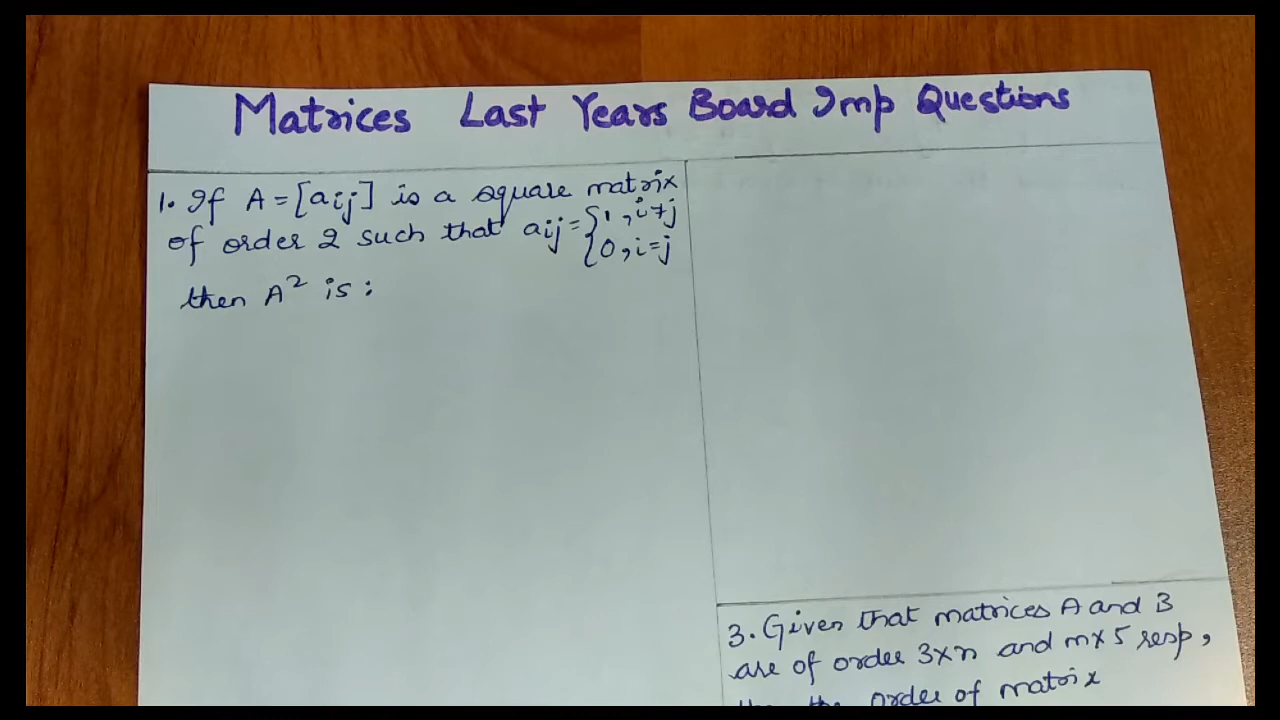 Matrices Last Years Board Imp Questions
1. If A = [aij] is a square matrix
of order 2 such that aij = {1, i≠j
{0, i=j
then A² is :
3. Given that matrices A and B
are of order 3×n and m×5 resp,
the order of matrix